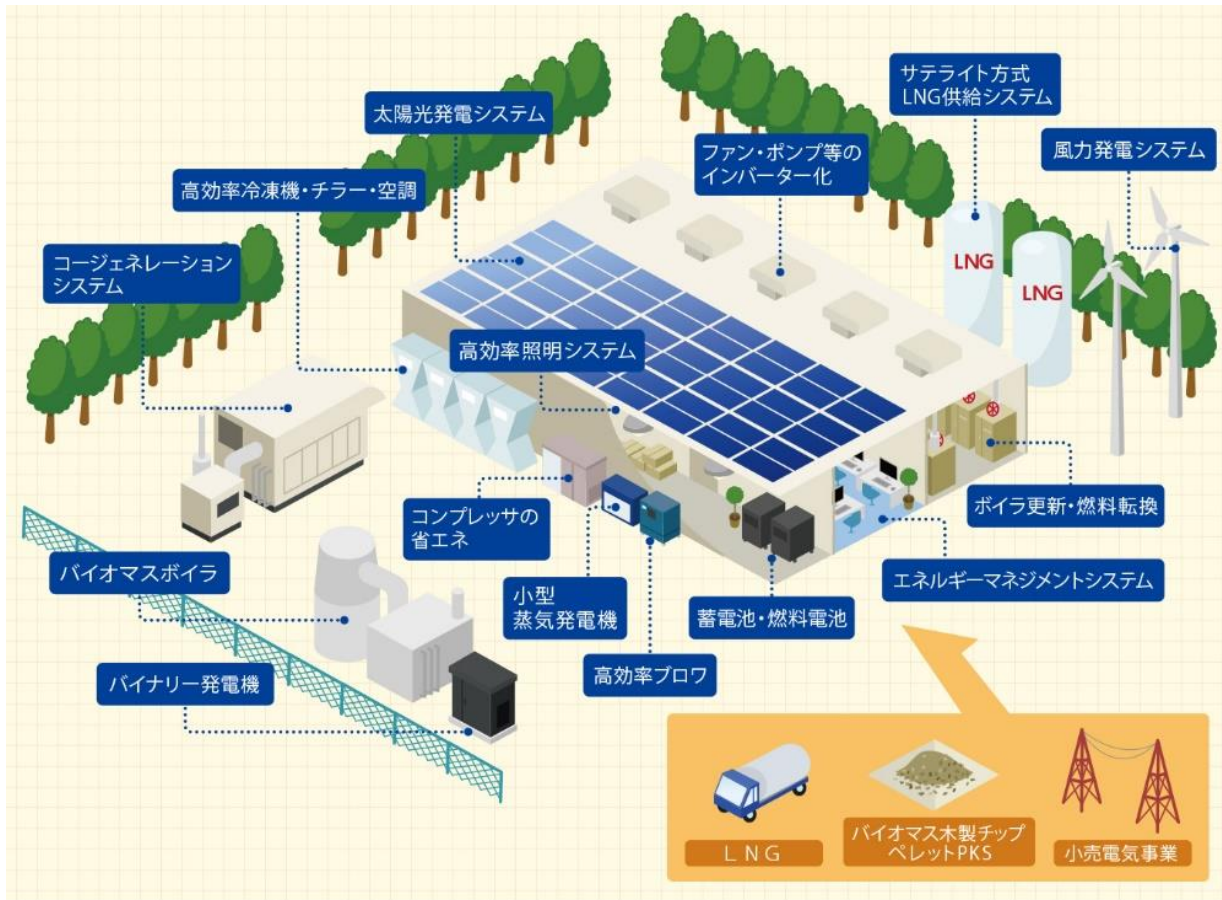 サテライト方式
LNG供給システム
太陽光発電システム
ファン・ポンプ等の
インバーター化
風力発電システム
高効率冷凍機・チラー・空調
コージェネレーション
システム
LNG
LNG
高効率照明システム
コンプレッサの
省エネ
ボイラ更新・燃料転換
バイオマスボイラ
エネルギーマネジメントシステム
小型
蒸気発電機
蓄電池・燃料電池
高効率ブロワ
バイナリー発電機
LNG
バイオマス木製チップ
ペレットPKS
小売電気事業